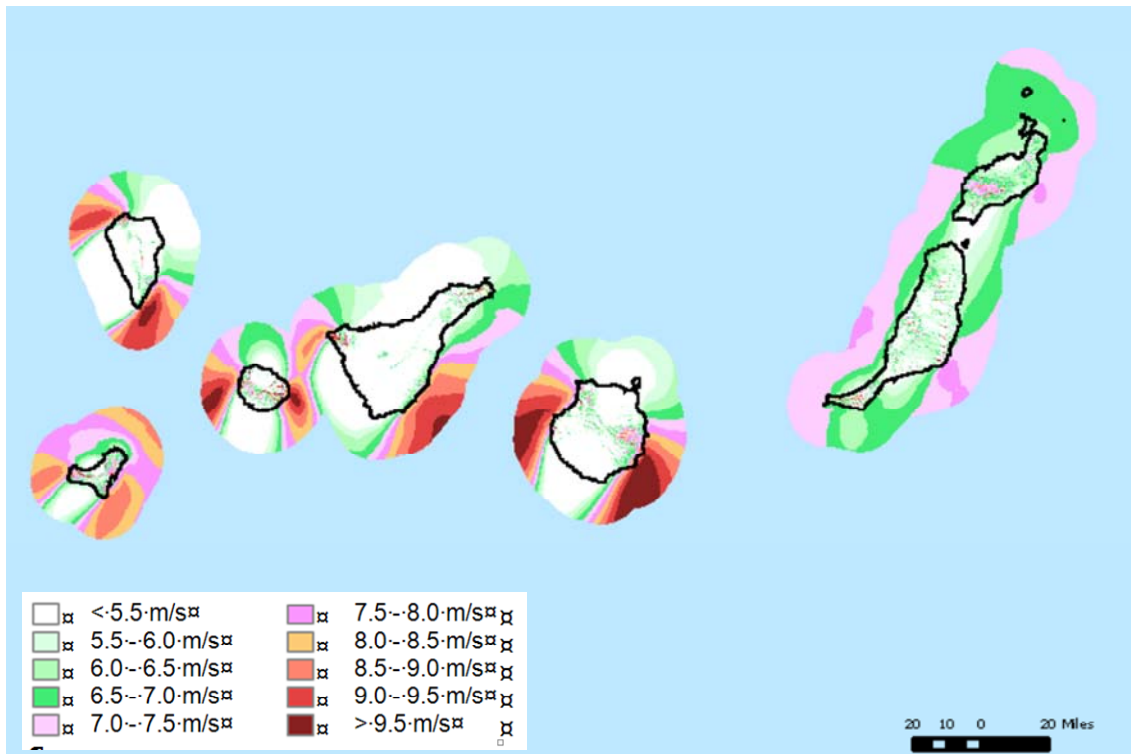 ¤ <·5.5·m/s¤
¤ 5.5·-·6.0·m/s¤
¤ 6.0·-·6.5·m/s¤
¤ 6.5·-·7.0·m/s¤
¤ 7.0·-·7.5·m/s¤
¤ 7.5·-·8.0·m/s¤ ¤
¤ 8.0·-·8.5·m/s¤ ¤
¤ 8.5·-·9.0·m/s¤ ¤
¤ 9.0·-·9.5·m/s¤ ¤
¤ >·9.5·m/s¤ ¤
20 10 0 20 Miles